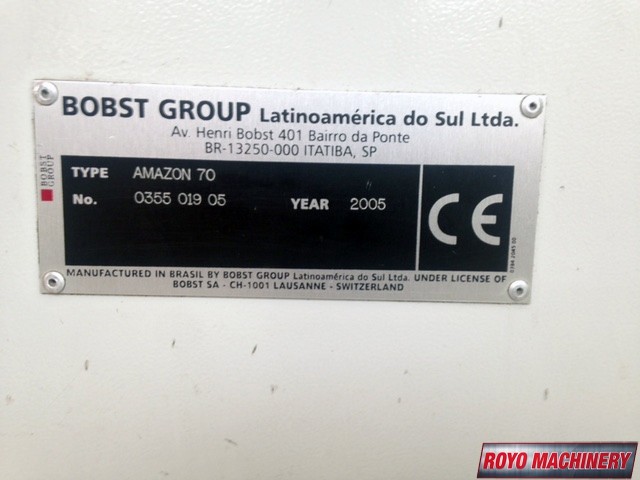 BOBST GROUP Latinoamérica do Sul Ltda.
Av. Henri Bobst 401 Bairro da Ponte
BR-13250-000 ITATIBA, SP
BOBST
GROUP
TYPE AMAZON 70
No. 0355 019 05 YEAR 2005
CE
MANUFACTURED IN BRASIL BY BOBST GROUP Latinoamérica do Sul Ltda. UNDER LICENSE OF
BOBST SA - CH-1001 LAUSANNE - SWITZERLAND
ROYO MACHINERY